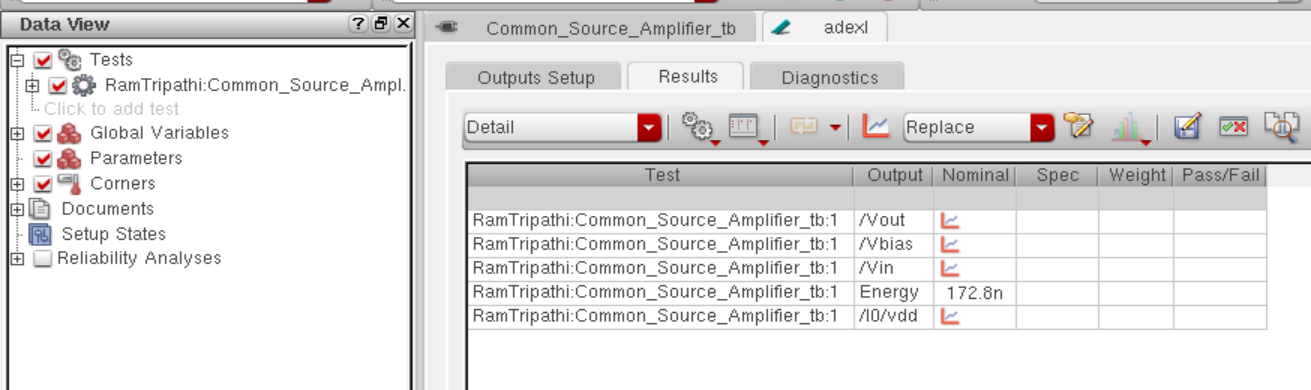 Data View
Tests
RamTripathi:Common_Source_Ampl.
Click to add test
Global Variables
Parameters
Corners
Documents
Setup States
Reliability Analyses
Common_Source_Amplifier_tb
adexl
Outputs Setup Results Diagnostics
Detail Replace
Test Output Nominal Spec Weight Pass/Fail
RamTripathi:Common_Source_Amplifier_tb:1 /Vout
RamTripathi:Common_Source_Amplifier_tb:1 /Vbias
RamTripathi:Common_Source_Amplifier_tb:1 /Vin
RamTripathi:Common_Source_Amplifier_tb:1 Energy 172.8n
RamTripathi:Common_Source_Amplifier_tb:1 /I0/vdd